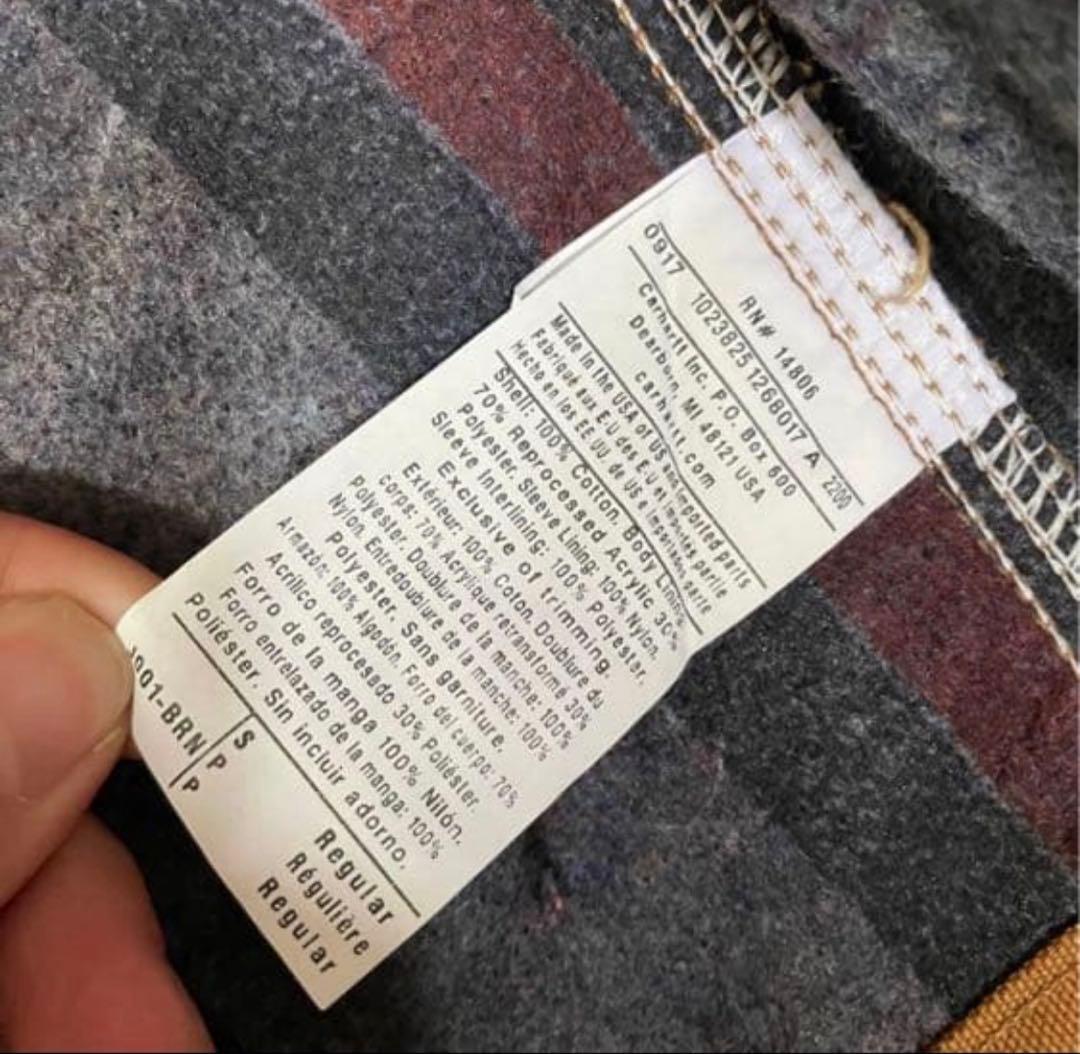 RN# 14806
0917 1023825 1268017 A 2200
Carhartt Inc. P.O. Box 600
Dearborn, MI 48121 USA
carhartt.com
Made in the USA of US and imported parts
Fabriqué aux E U des E U et importés partie
Hecho en los EE UU de US e importados parte
Shell: 100% Cotton. Body Lining:
70% Reprocessed Acrylic 30%
Polyester. Sleeve Lining: 100% Nylon.
Sleeve Interlining: 100% Polyester.
Exclusive of trimming.
Extérieur: 100% Coton. Doublure du
corps: 70% Acrylique retransformé 30%
Polyester. Doublure de la manche: 100%
Nylon. Entredoublure de la manche: 100%
Polyester. Sans garniture.
Armazón: 100% Algodón. Forro del cuerpo: 70%
Acrílico reprocesado 30% Poliéster.
Forro de la manga 100% Nilón.
Forro entrelazado de la manga: 100%
Poliéster. Sin incluir adorno.
J001-BRN
S Regular
P Régulière
P Regular